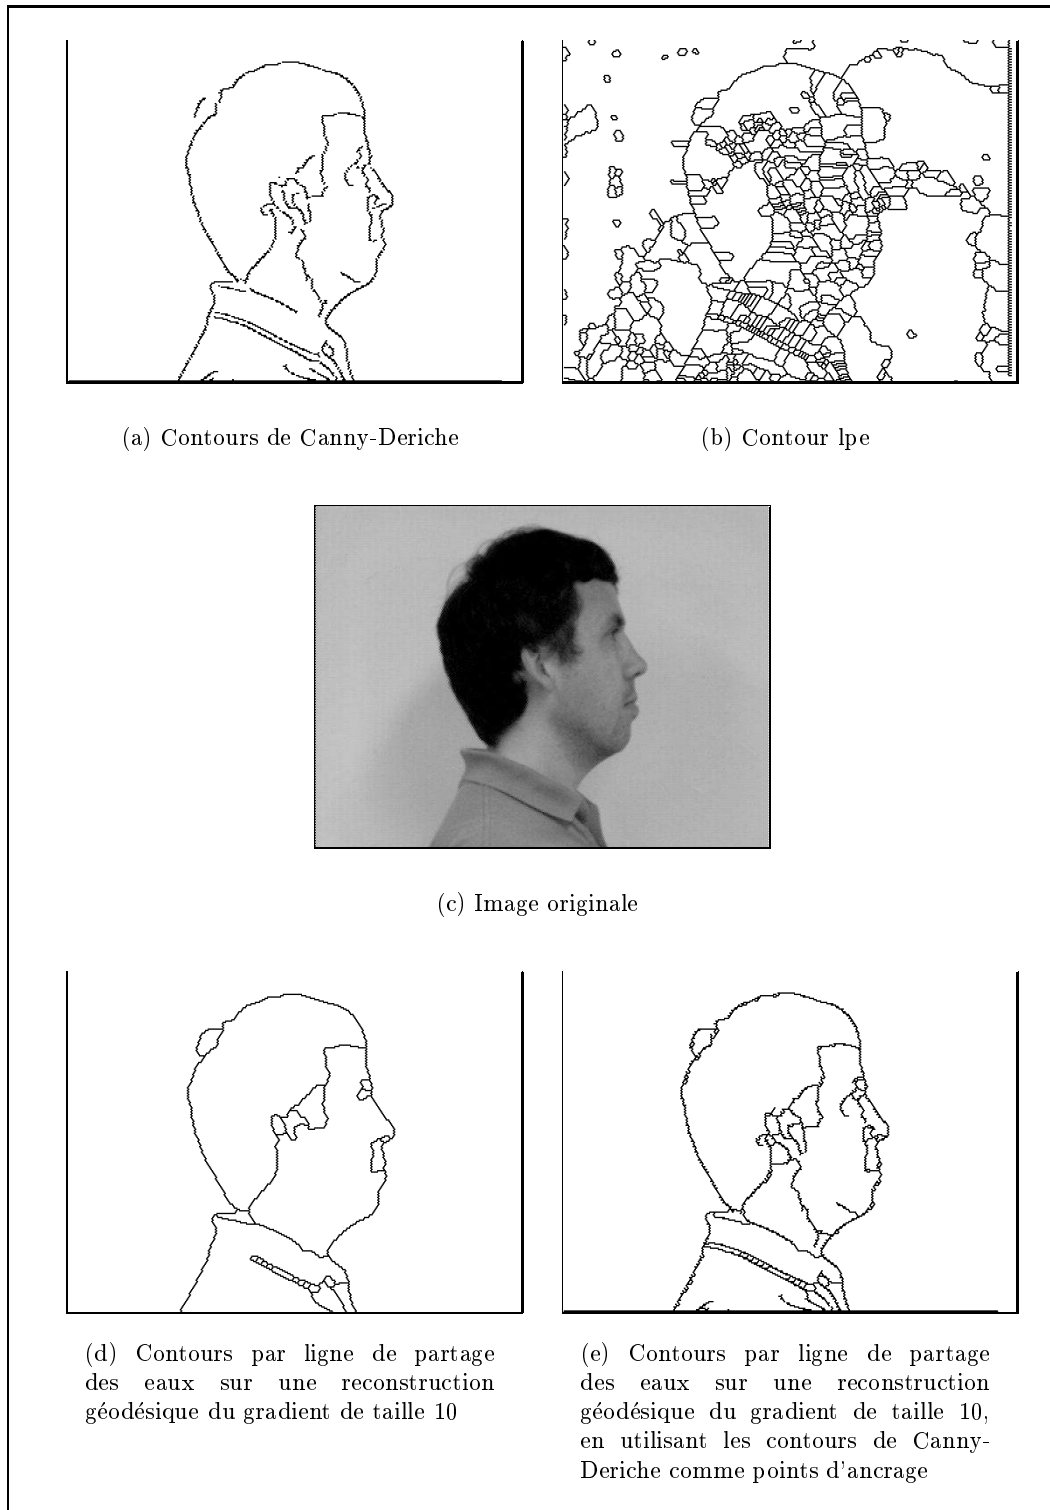 (a) Contours de Canny-Deriche
(b) Contour lpe
(c) Image originale
(d) Contours par ligne de partage
des eaux sur une reconstruction
géodésique du gradient de taille 10
(e) Contours par ligne de partage
des eaux sur une reconstruction
géodésique du gradient de taille 10,
en utilisant les contours de Canny-
Deriche comme points d'ancrage